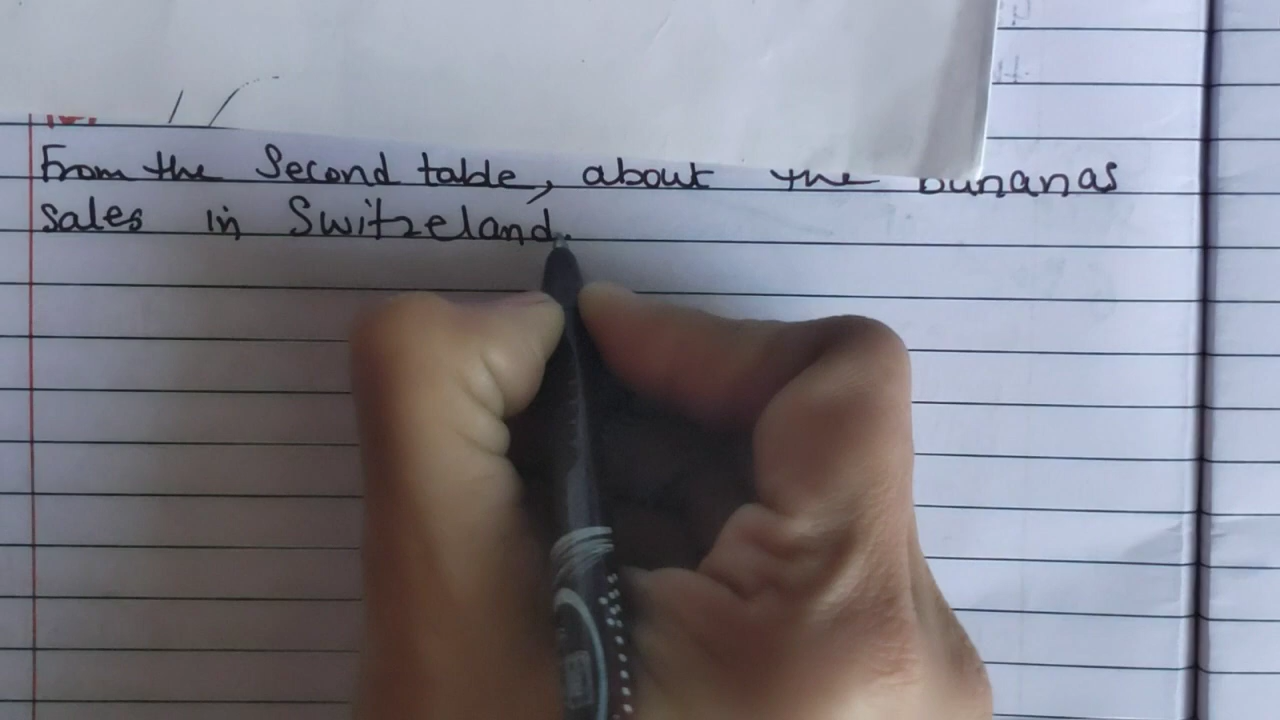 From the Second table, about the bananas
sales in Switzeland.